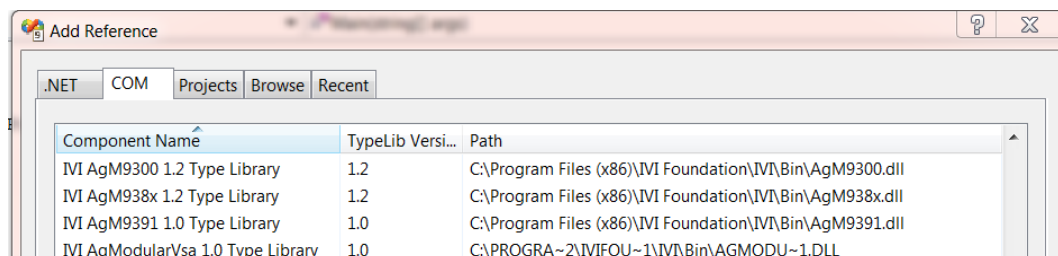 Add Reference
.NET COM Projects Browse Recent
Component Name TypeLib Versi... Path
IVI AgM9300 1.2 Type Library 1.2 C:\Program Files (x86)\IVI Foundation\IVI\Bin\AgM9300.dll
IVI AgM938x 1.2 Type Library 1.2 C:\Program Files (x86)\IVI Foundation\IVI\Bin\AgM938x.dll
IVI AgM9391 1.0 Type Library 1.0 C:\Program Files (x86)\IVI Foundation\IVI\Bin\AgM9391.dll
IVI AgModularVsa 1.0 Type Library 1.0 C:\PROGRA~2\IVIFOU~1\IVI\Bin\AGMODU~1.DLL